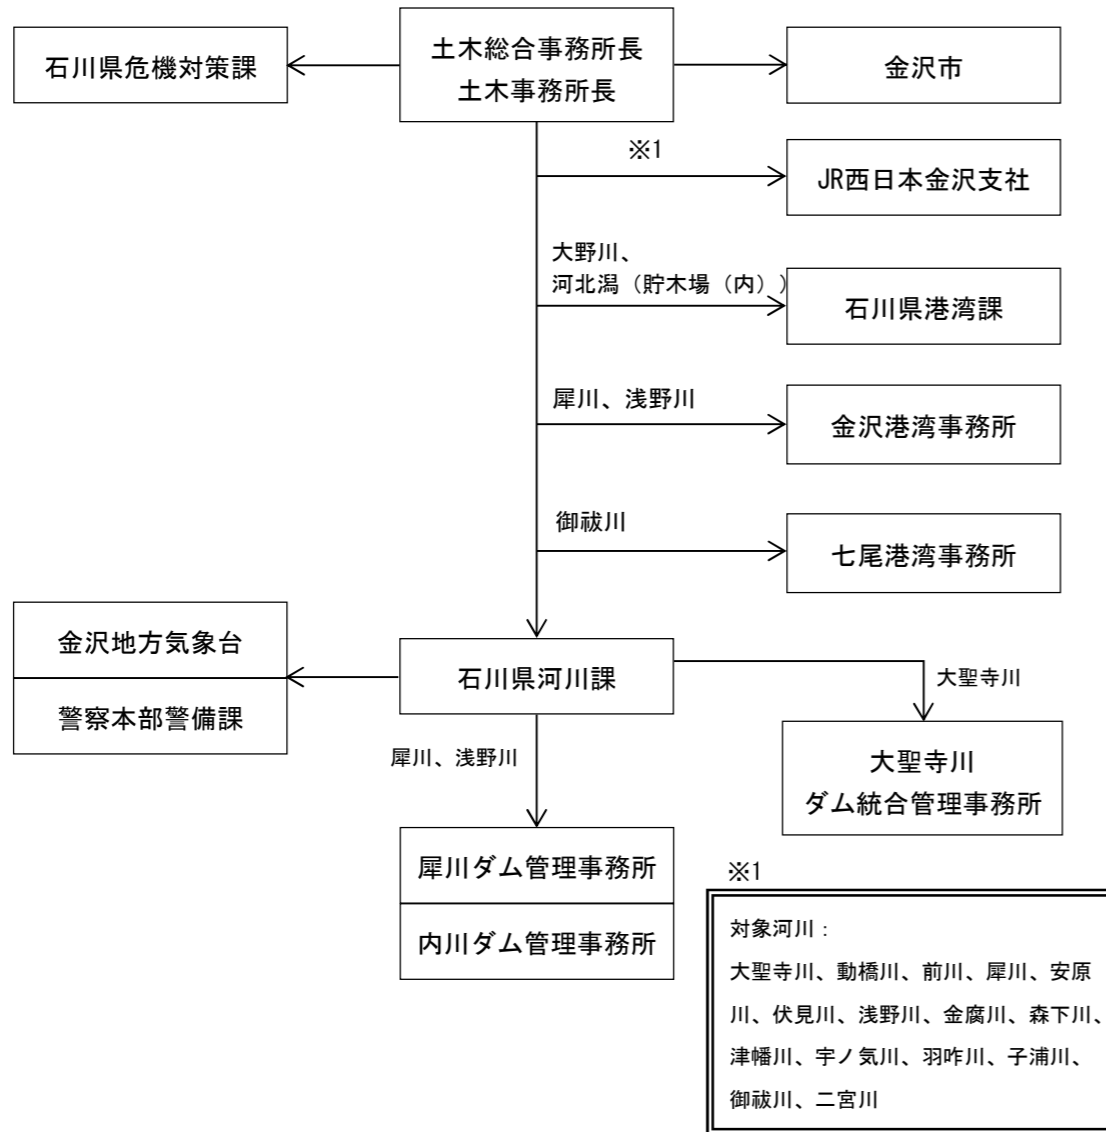 石川県危機対策課
土木総合事務所長
土木事務所長
金沢市
※1
JR西日本金沢支社
大野川、
河北潟（貯木場（内））
石川県港湾課
犀川、浅野川
金沢港湾事務所
御祓川
七尾港湾事務所
金沢地方気象台
警察本部警備課
石川県河川課
大聖寺川
大聖寺川
ダム統合管理事務所
犀川、浅野川
犀川ダム管理事務所
内川ダム管理事務所
※1
対象河川：
大聖寺川、動橋川、前川、犀川、安原
川、伏見川、浅野川、金腐川、森下川、
津幡川、宇ノ気川、羽咋川、子浦川、
御祓川、二宮川